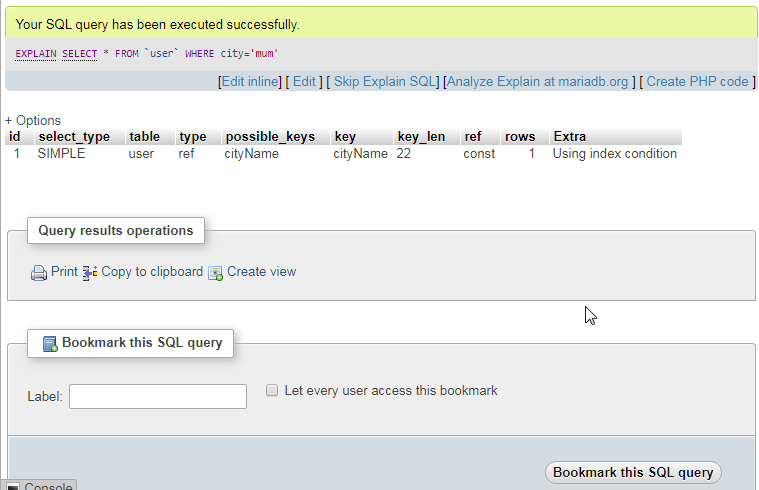 Your SQL query has been executed successfully.
EXPLAIN SELECT * FROM `user` WHERE city='mum'
[Edit inline] [ Edit ] [ Skip Explain SQL] [Analyze Explain at mariadb.org ] [ Create PHP code ]
+ Options
id select_type table type possible_keys key key_len ref rows Extra
1 SIMPLE user ref cityName cityName 22 const 1 Using index condition
Query results operations
Print Copy to clipboard Create view
Bookmark this SQL query
Label: Let every user access this bookmark
Bookmark this SQL query
Console